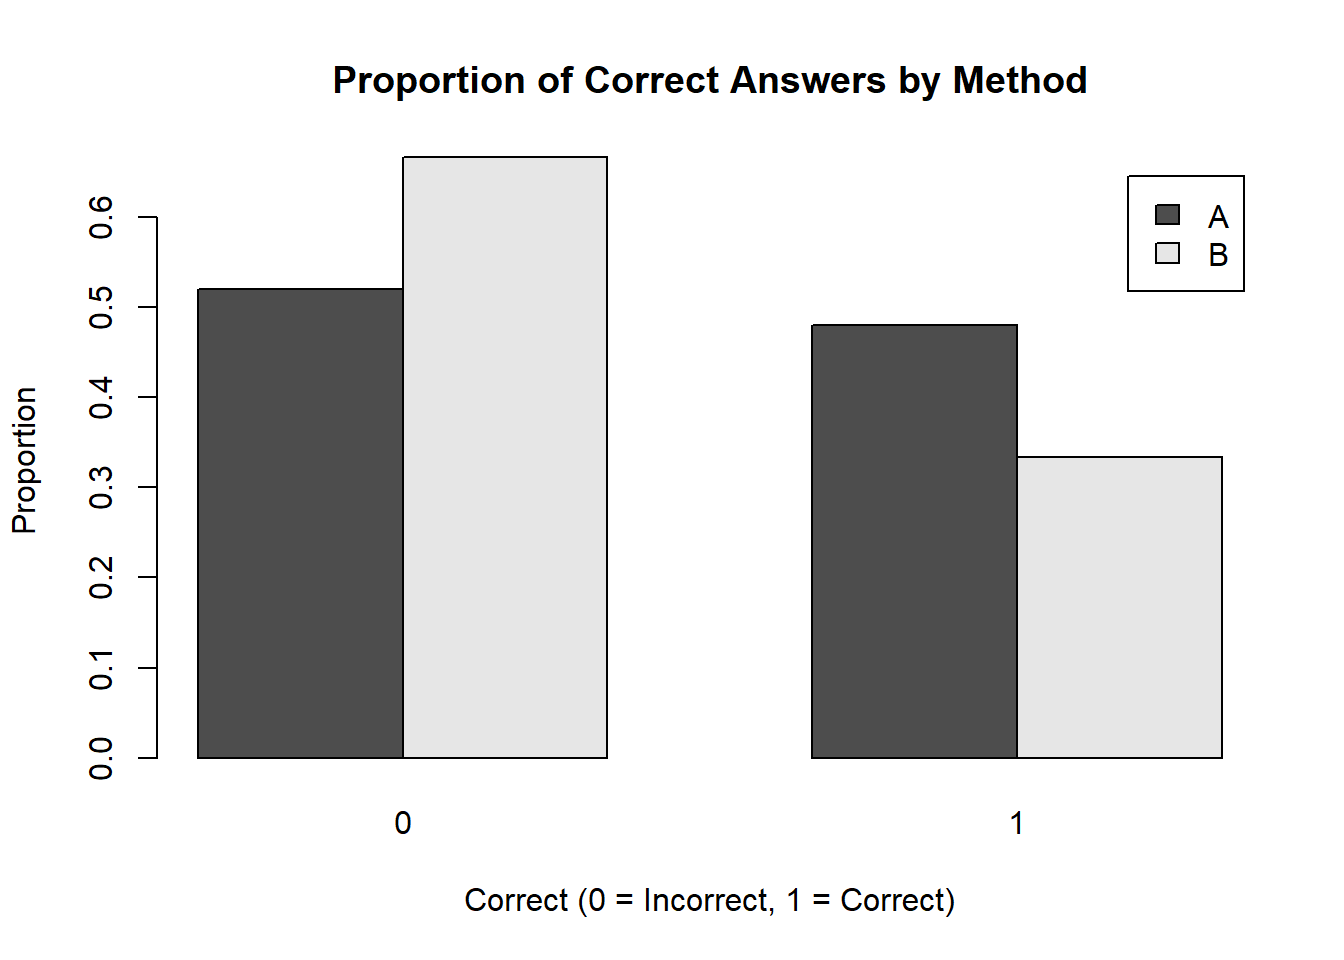 Proportion of Correct Answers by Method
A
B
Proportion
0.6
0.5
0.4
0.3
0.2
0.1
0.0
0
1
Correct (0 = Incorrect, 1 = Correct)